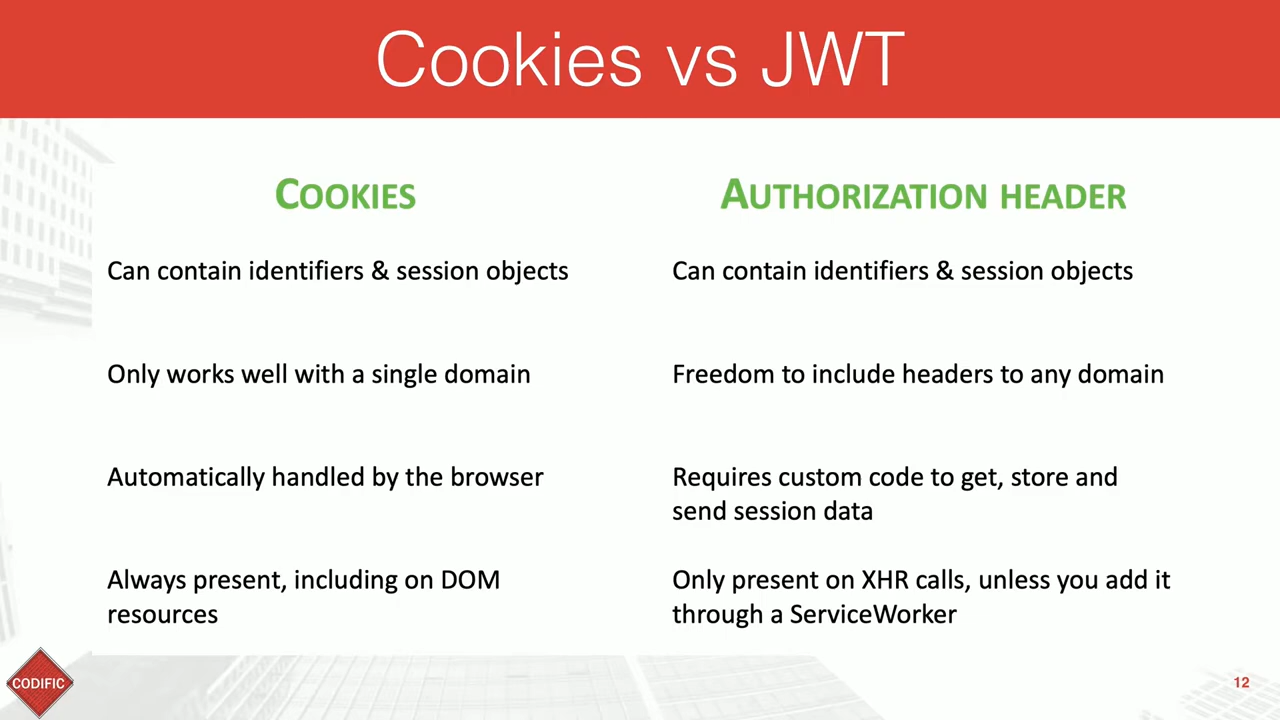 Cookies vs JWT
COOKIES
AUTHORIZATION HEADER
Can contain identifiers & session objects
Can contain identifiers & session objects
Only works well with a single domain
Freedom to include headers to any domain
Automatically handled by the browser
Requires custom code to get, store and
send session data
Always present, including on DOM
resources
Only present on XHR calls, unless you add it
through a ServiceWorker
CODIFIC
12